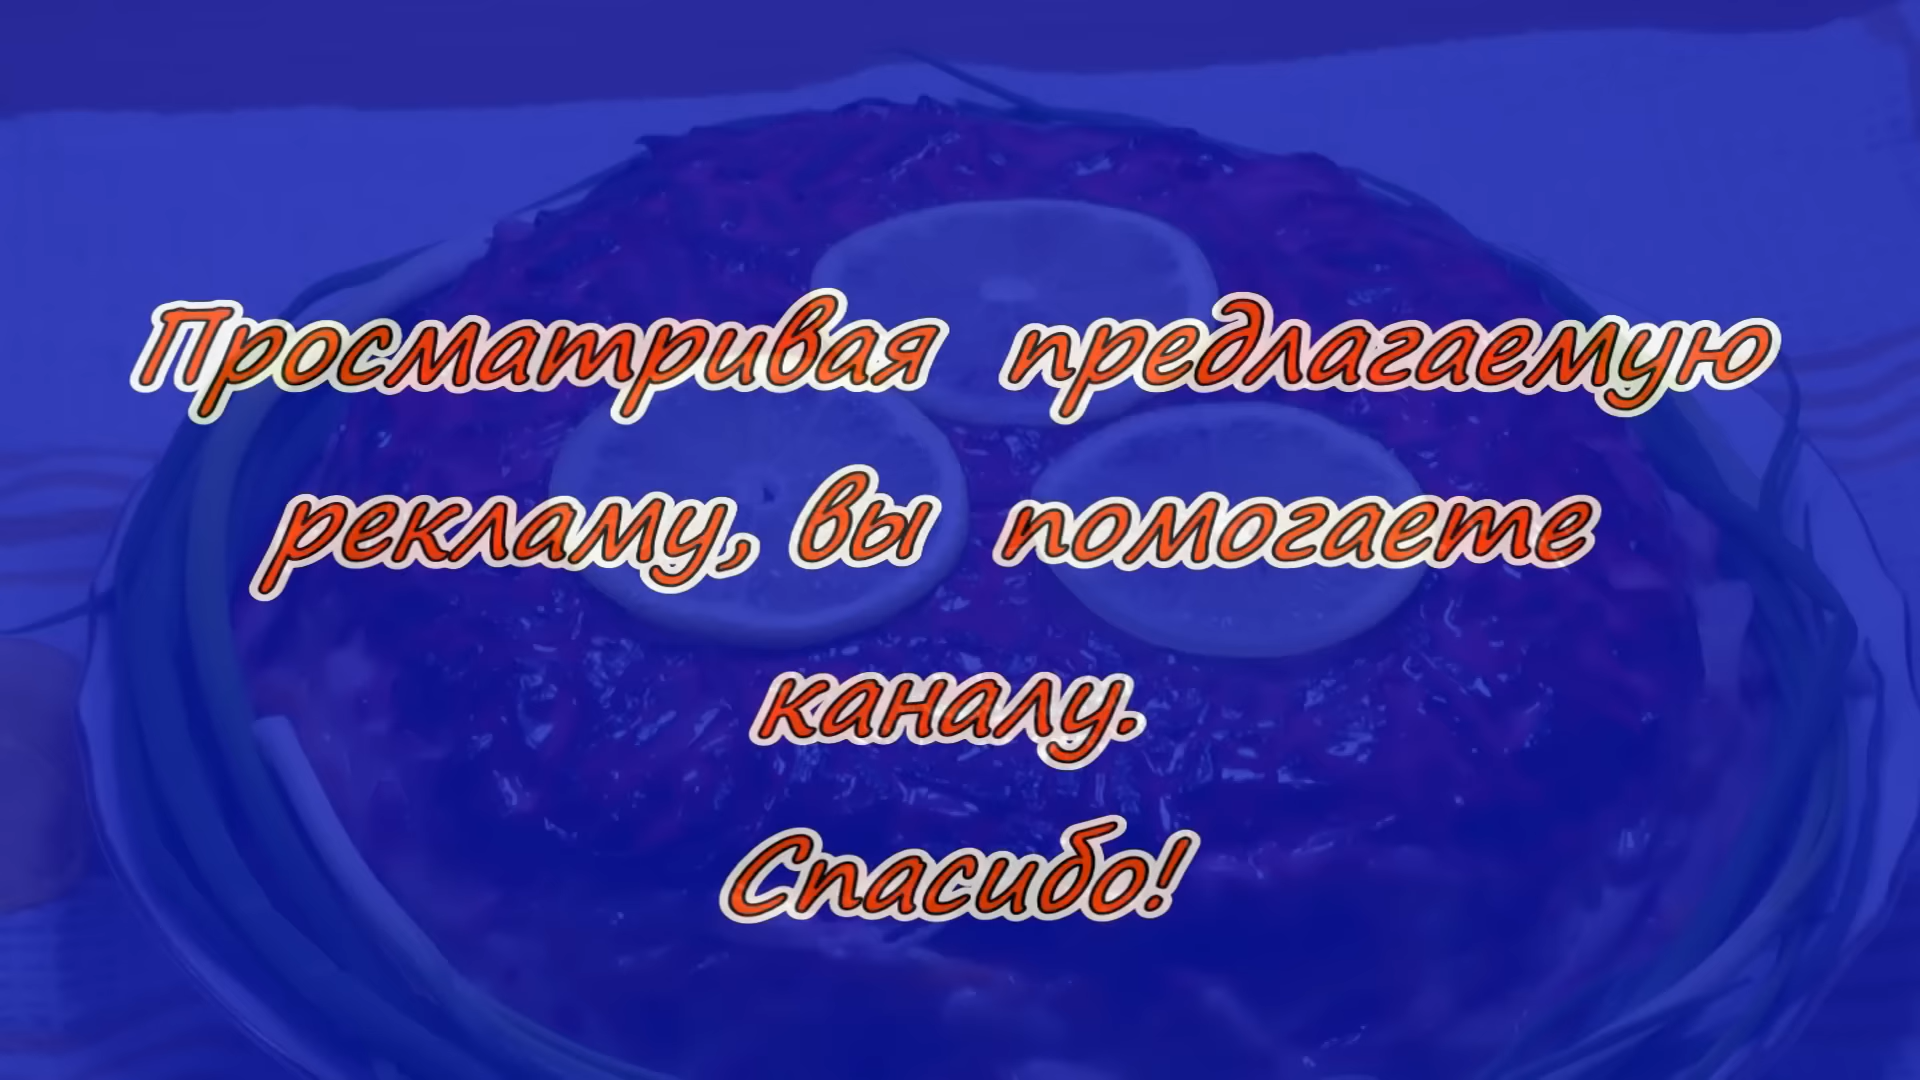 Просматривая предлагаемую
рекламу, вы помогаете
каналу.
Спасибо!